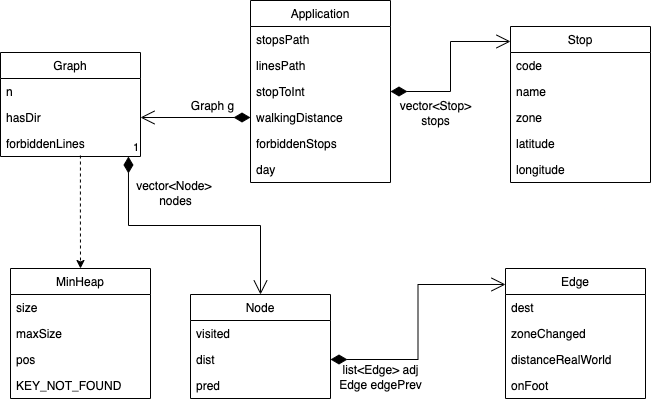 Application
stopsPath
linesPath
stopToInt
walkingDistance
forbiddenStops
day
Stop
code
name
zone
latitude
longitude
Graph
n
hasDir
forbiddenLines
1
Graph g
vector<Stop>
stops
vector<Node>
nodes
MinHeap
size
maxSize
pos
KEY_NOT_FOUND
Node
visited
dist
pred
list<Edge> adj
Edge edgePrev
Edge
dest
zoneChanged
distanceRealWorld
onFoot